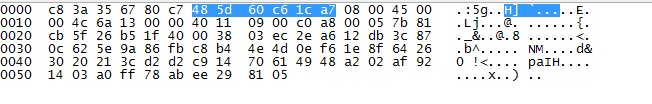 0000 c8 3a 35 67 80 c7 48 5d 60 c6 1c a7 08 00 45 00 .:5g..H] `.....E.
0010 00 4c 6a 13 00 00 40 11 09 00 c0 a8 00 05 7b 81 .Lj...@. ......{.
0020 cb 5f 26 b5 1f 40 00 38 03 ec 2e a6 12 db 3c 87 ._&..@.8 ......<.
0030 0c 62 5e 9a 86 fb c8 b4 4e 4d 0e f6 1e 8f 64 26 .b^..... NM....d&
0040 30 20 21 3c d2 d2 c9 14 70 61 49 48 a2 02 af 92 0 !<.... paIH....
0050 14 03 a0 ff 78 ab ee 29 81 05 ....x..) ..